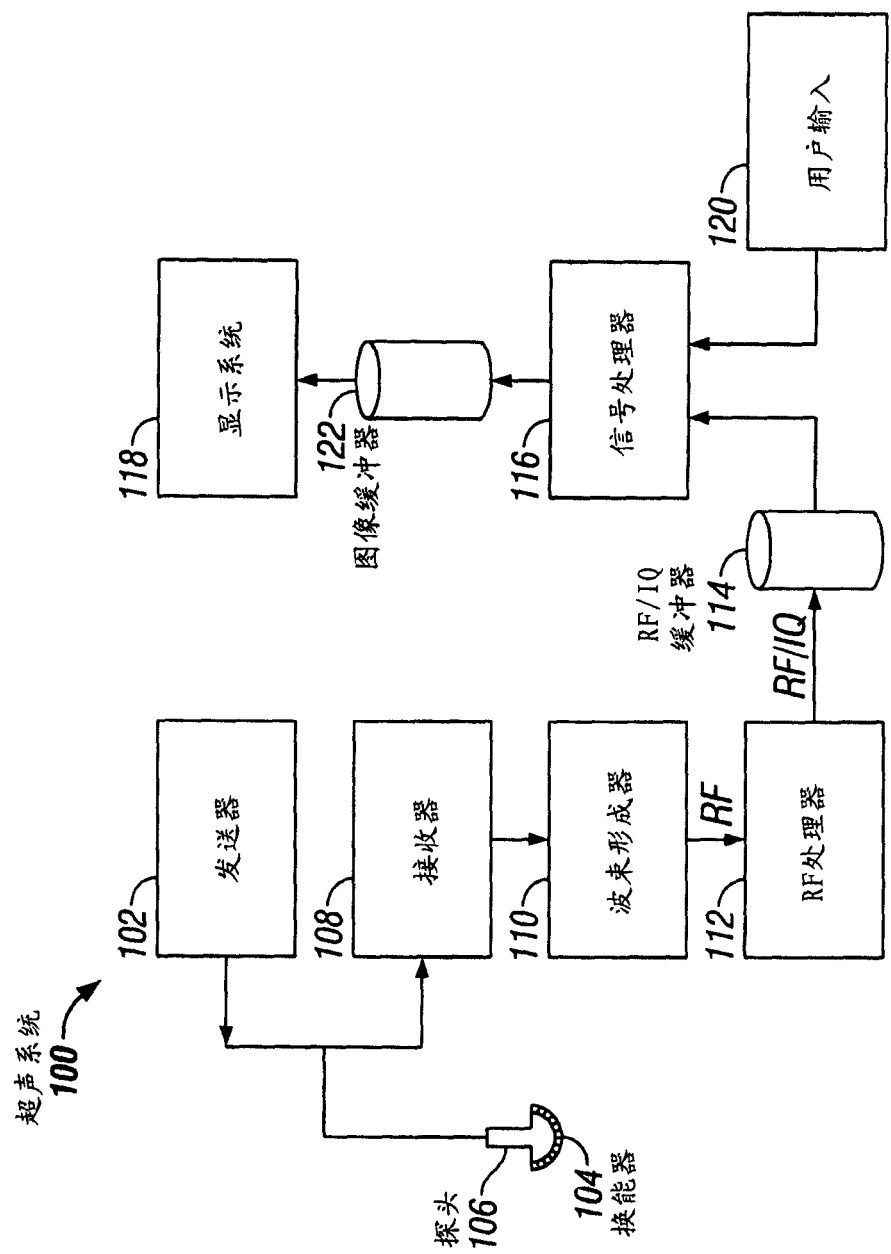 超声系统
100
探头
106
104
换能器
102
发送器
108
接收器
110
波束形成器
RF
112
RF处理器
RF/IQ
RF/IQ
缓冲器
114
118
显示系统
122
图像缓冲器
116
信号处理器
120
用户输入